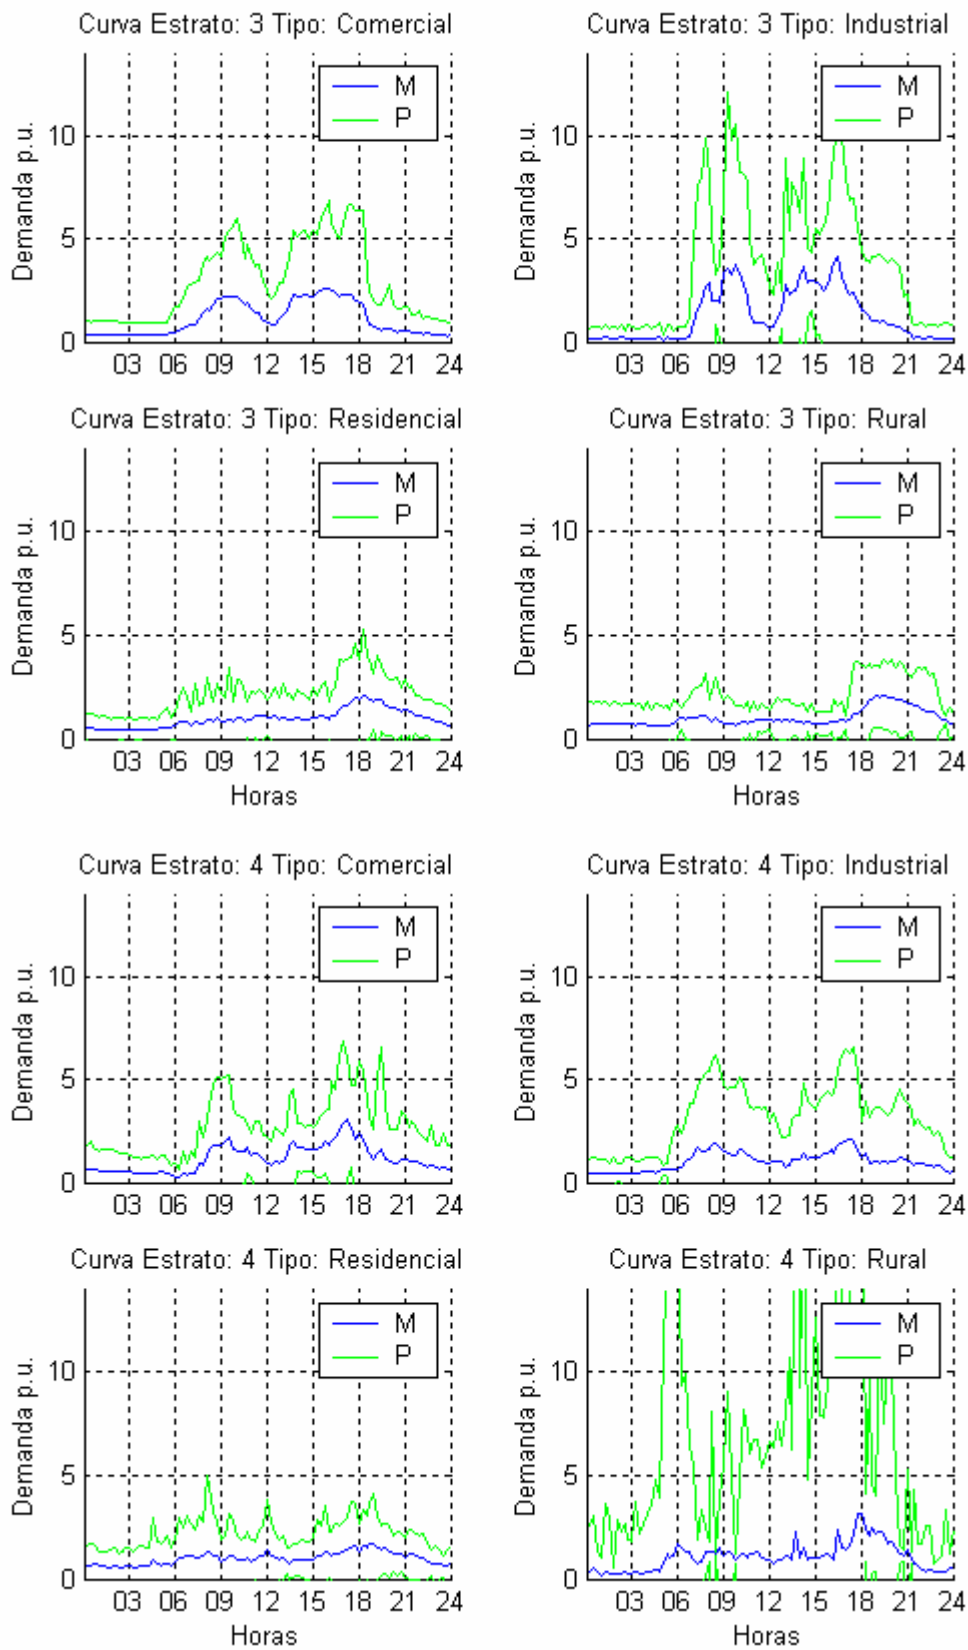 Curva Estrato: 3 Tipo: Comercial
Demanda p.u.
10
5
0
M
P
03 06 09 12 15 18 21 24
Curva Estrato: 3 Tipo: Industrial
Demanda p.u.
10
5
0
M
P
03 06 09 12 15 18 21 24
Curva Estrato: 3 Tipo: Residencial
Demanda p.u.
10
5
0
M
P
03 06 09 12 15 18 21 24
Horas
Curva Estrato: 3 Tipo: Rural
Demanda p.u.
10
5
0
M
P
03 06 09 12 15 18 21 24
Horas
Curva Estrato: 4 Tipo: Comercial
Demanda p.u.
10
5
0
M
P
03 06 09 12 15 18 21 24
Curva Estrato: 4 Tipo: Industrial
Demanda p.u.
10
5
0
M
P
03 06 09 12 15 18 21 24
Curva Estrato: 4 Tipo: Residencial
Demanda p.u.
10
5
0
M
P
03 06 09 12 15 18 21 24
Horas
Curva Estrato: 4 Tipo: Rural
Demanda p.u.
10
5
0
M
P
03 06 09 12 15 18 21 24
Horas